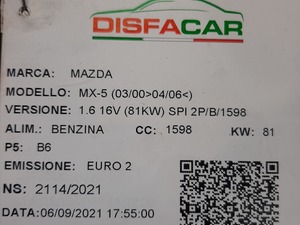 DISFACAR
MARCA: MAZDA
MODELLO: MX-5 (03/00>04/06<)
VERSIONE: 1.6 16V (81KW) SPI 2P/B/1598
ALIM.: BENZINA CC: 1598 KW: 81
P5: B6
EMISSIONE: EURO 2
NS: 2114/2021
DATA:06/09/2021 17:55:00